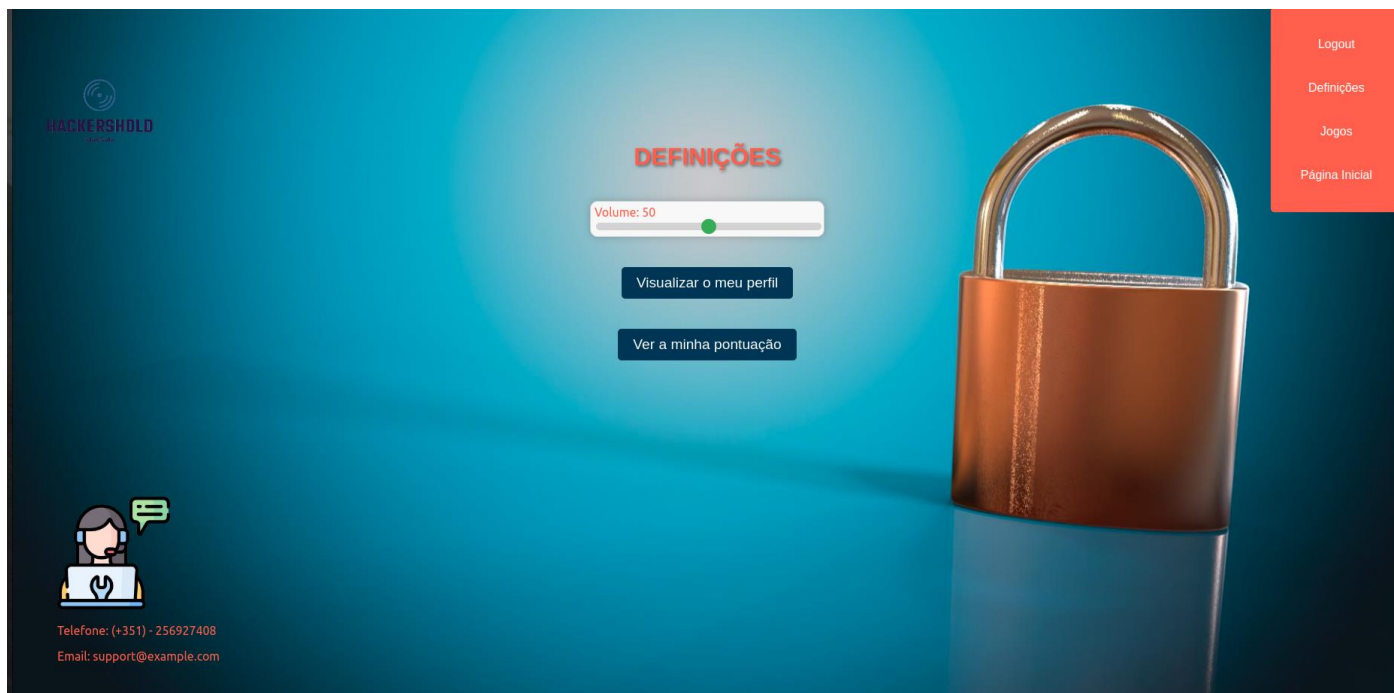 HACKERSHOLD
DEFINIÇÕES
Volume: 50
Visualizar o meu perfil
Ver a minha pontuação
Logout
Definições
Jogos
Página Inicial
Telefone: (+351) - 256927408
Email: support@example.com